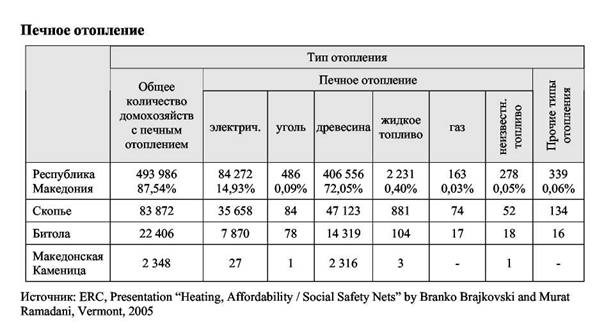 Печное отопление
Тип отопления
Общее количество домохозяйств с печным отоплением
Печное отопление
Прочие типы отопления
электрич. уголь древесина жидкое топливо газ неизвестн. топливо
Республика Македония 493 986 87,54% 84 272 14,93% 486 0,09% 406 556 72,05% 2 231 0,40% 163 0,03% 278 0,05% 339 0,06%
Скопье 83 872 35 658 84 47 123 881 74 52 134
Битола 22 406 7 870 78 14 319 104 17 18 16
Македонская Каменица 2 348 27 1 2 316 3 - 1 -
Источник: ERC, Presentation “Heating, Affordability / Social Safety Nets” by Branko Brajkovski and Murat
Ramadani, Vermont, 2005